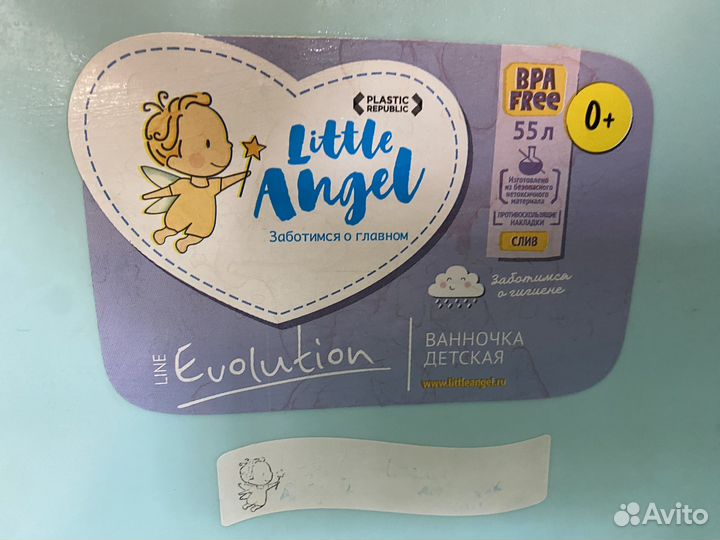 PLASTIC
REPUBLIC
Little
Angel
Заботимся о главном
BPA
FRee
0+
55 л
Изготовлено
из безопасного
нетоксичного
материала
ПРОТИВОСКОЛЬЗЯЩИЕ
НАКЛАДКИ
СЛИВ
Заботимся
о гигиене
LINE
Evolution
ВАННОЧКА
ДЕТСКАЯ
www.littleangel.ru
Avito